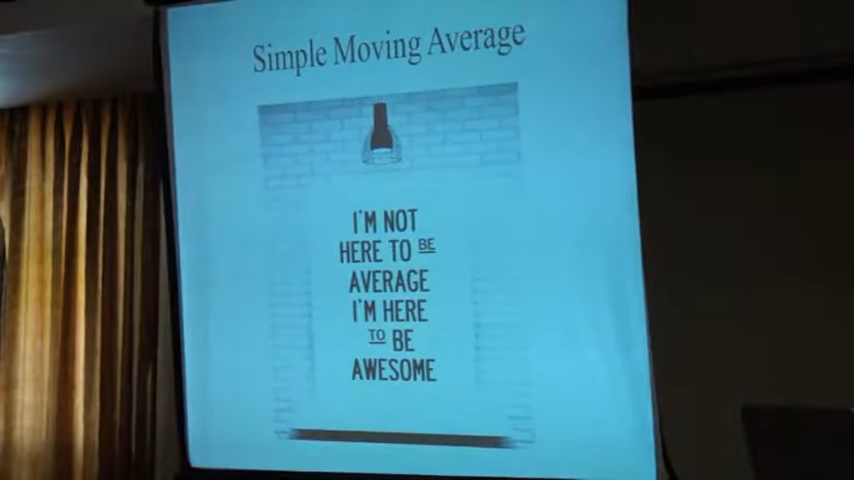 Simple Moving Average
I'M NOT
HERE TO BE
AVERAGE
I'M HERE
TO BE
AWESOME